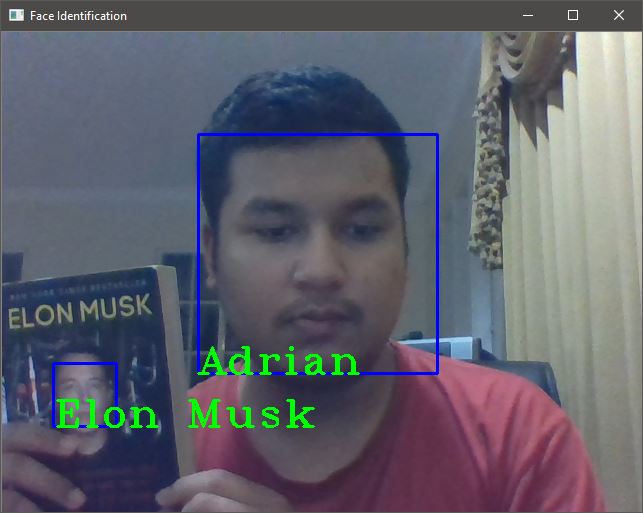 Face Identification
NEW YORK TIMES BESTSELLER
ELON MUSK
Adrian
Elon Musk